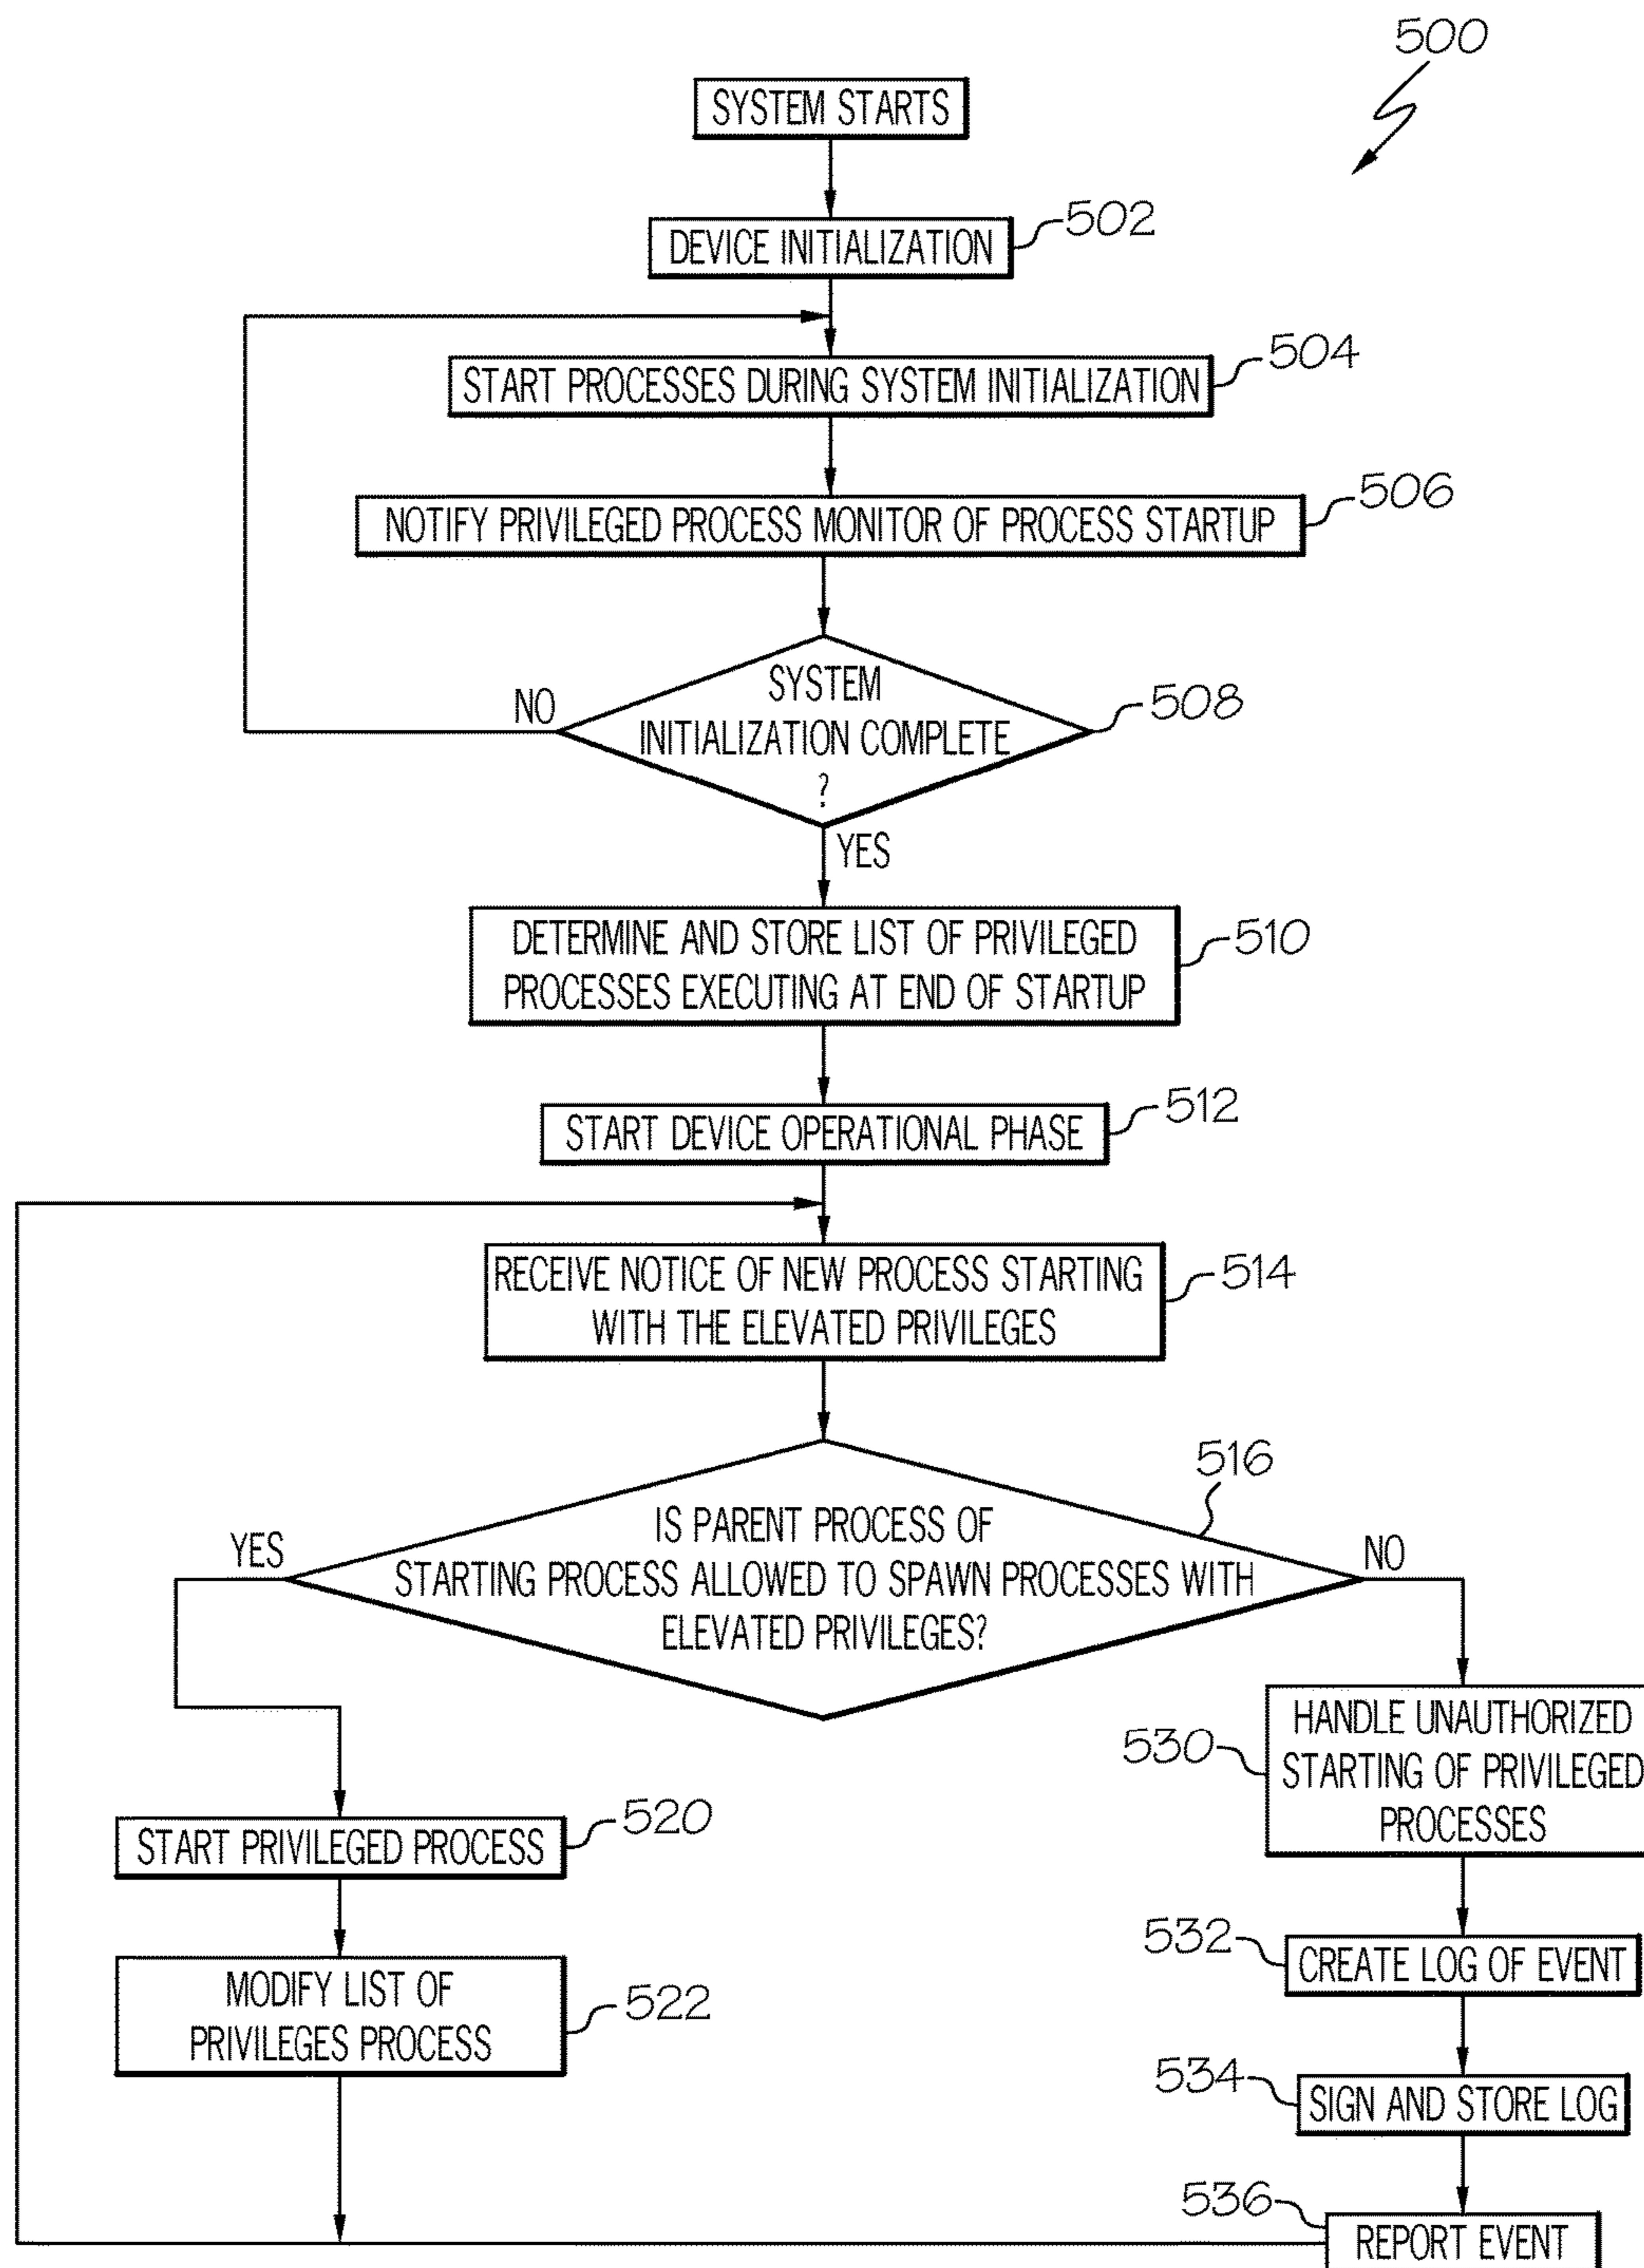 500
SYSTEM STARTS
DEVICE INITIALIZATION
502
START PROCESSES DURING SYSTEM INITIALIZATION
504
NOTIFY PRIVILEGED PROCESS MONITOR OF PROCESS STARTUP
506
SYSTEM
INITIALIZATION COMPLETE
?
508
NO
YES
DETERMINE AND STORE LIST OF PRIVILEGED
PROCESSES EXECUTING AT END OF STARTUP
510
START DEVICE OPERATIONAL PHASE
512
RECEIVE NOTICE OF NEW PROCESS STARTING
WITH THE ELEVATED PRIVILEGES
514
IS PARENT PROCESS OF
STARTING PROCESS ALLOWED TO SPAWN PROCESSES WITH
ELEVATED PRIVILEGES?
516
YES
NO
START PRIVILEGED PROCESS
520
MODIFY LIST OF
PRIVILEGES PROCESS
522
HANDLE UNAUTHORIZED
STARTING OF PRIVILEGED
PROCESSES
530
CREATE LOG OF EVENT
532
SIGN AND STORE LOG
534
REPORT EVENT
536